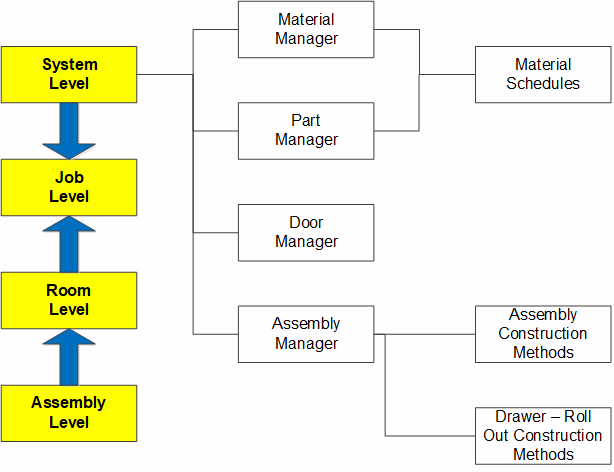 System
Level
Job
Level
Room
Level
Assembly
Level
Material
Manager
Part
Manager
Door
Manager
Assembly
Manager
Material
Schedules
Assembly
Construction
Methods
Drawer – Roll
Out Construction
Methods